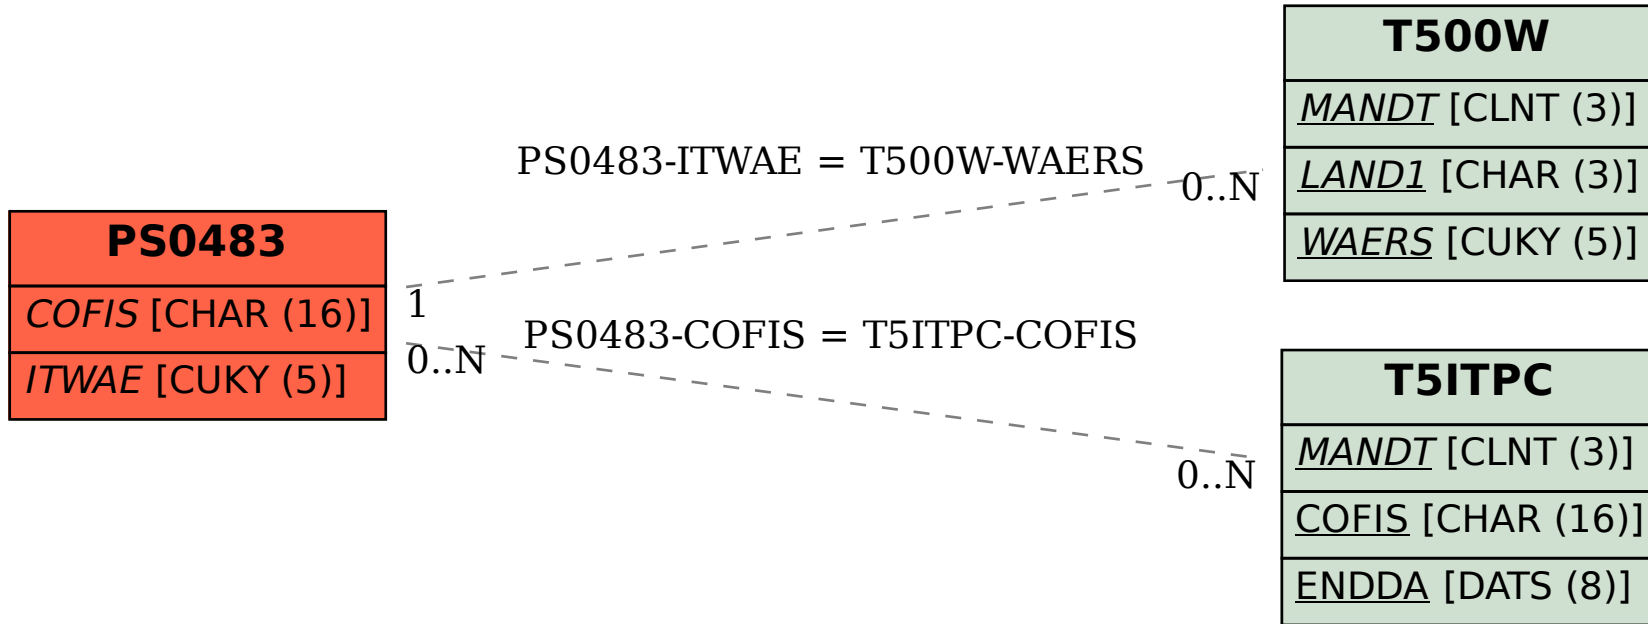 PS0483
COFIS [CHAR (16)]
ITWAE [CUKY (5)]
PS0483-ITWAE = T500W-WAERS
1
0..N
PS0483-COFIS = T5ITPC-COFIS
0..N
0..N
T500W
MANDT [CLNT (3)]
LAND1 [CHAR (3)]
WAERS [CUKY (5)]
T5ITPC
MANDT [CLNT (3)]
COFIS [CHAR (16)]
ENDDA [DATS (8)]